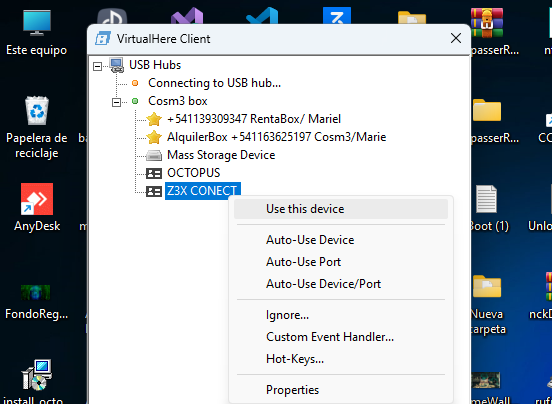 VirtualHere Client
USB Hubs
Connecting to USB hub...
Cosm3 box
+541139309347 RentaBox/ Mariel
AlquilerBox +541163625197 Cosm3/Marie
Mass Storage Device
OCTOPUS
Z3X CONECT
Use this device
Auto-Use Device
Auto-Use Port
Auto-Use Device/Port
Ignore...
Custom Event Handler...
Hot-Keys...
Properties
Este equipo
Papelera de
reciclaje
AnyDesk
FondoReg...
install_octo...
passerR...
passerR...
Boot (1)
Unlo
Nueva
carpeta
nckD
meWall
rufu
CC